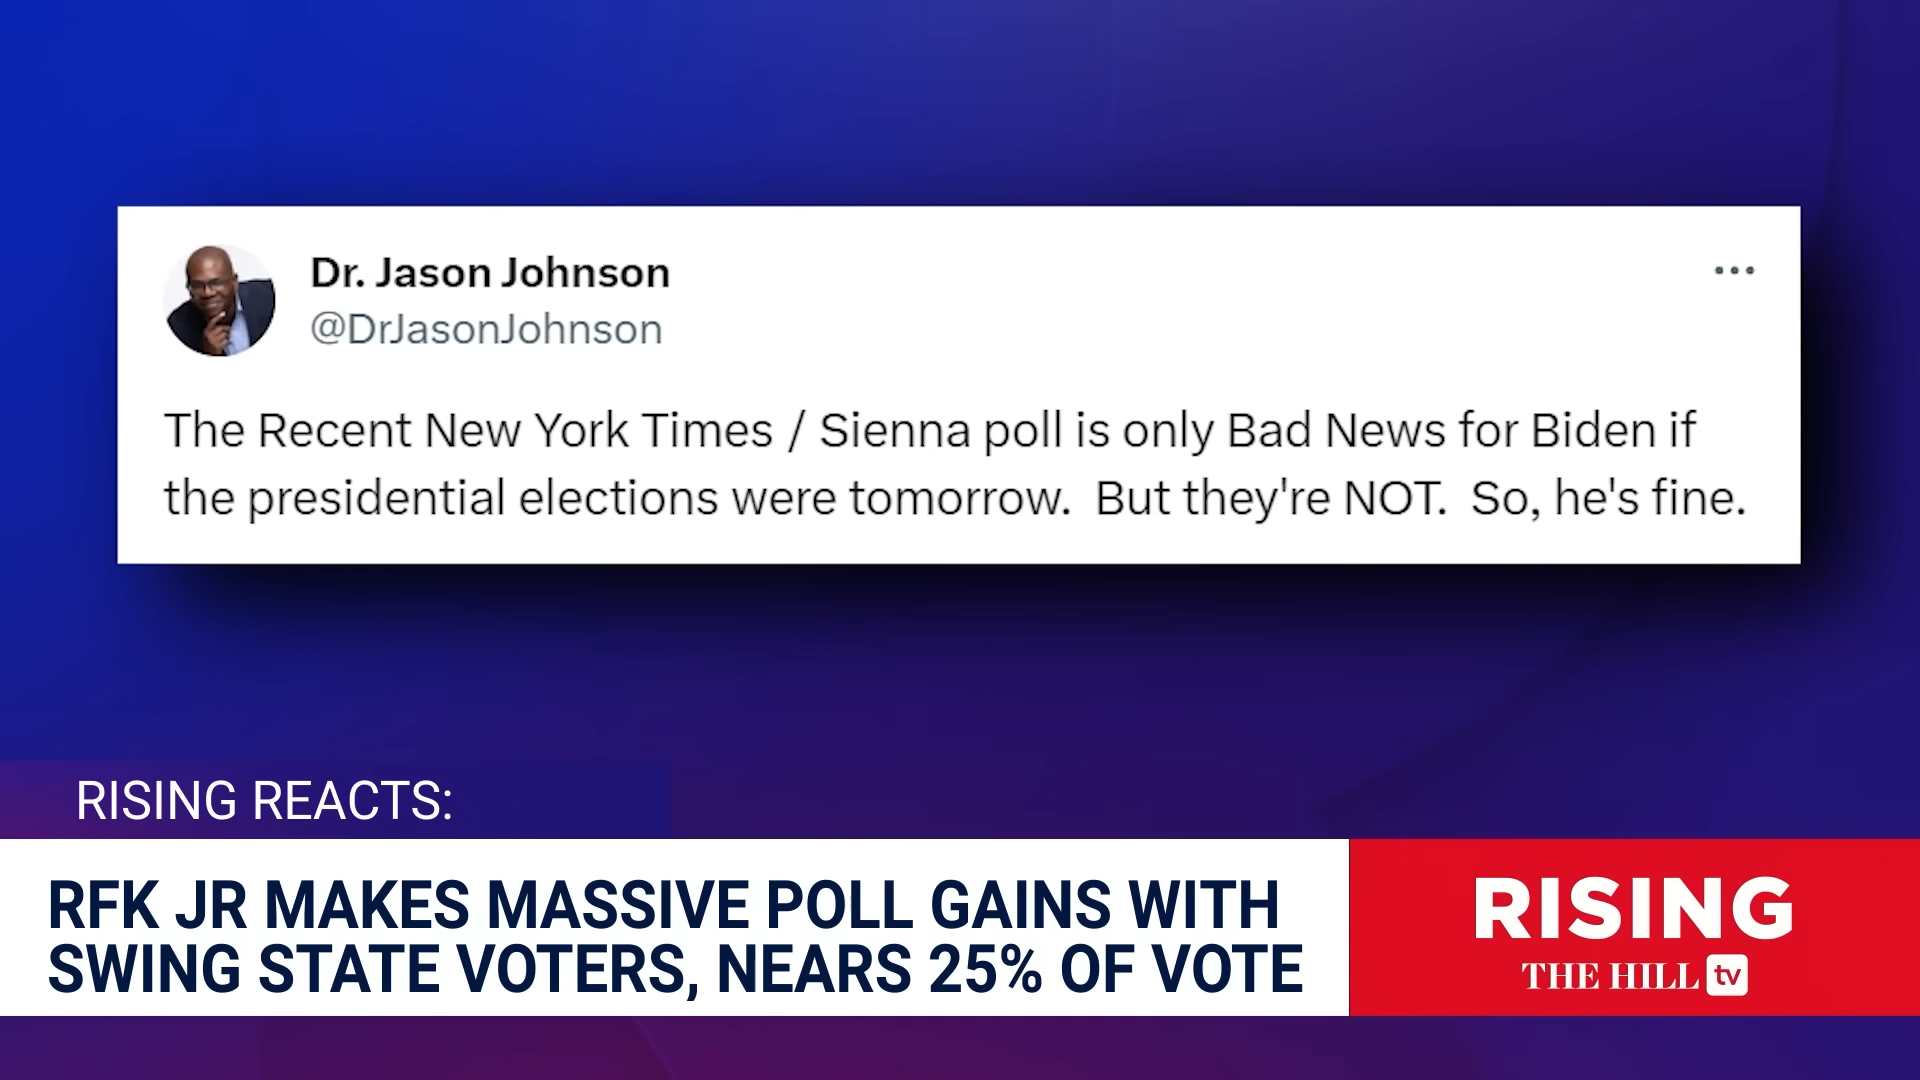 Dr. Jason Johnson
@DrJasonJohnson
The Recent New York Times / Sienna poll is only Bad News for Biden if
the presidential elections were tomorrow.  But they're NOT.  So, he's fine.
RISING REACTS:
RFK JR MAKES MASSIVE POLL GAINS WITH
SWING STATE VOTERS, NEARS 25% OF VOTE
RISING
THE HILL tv